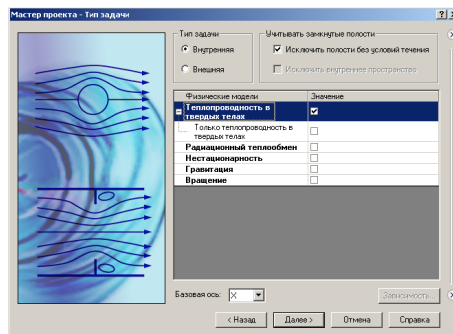 Мастер проекта - Тип задачи
Тип задачи
Внутренняя
Внешняя
Учитывать замкнутые полости
Исключить полости без условий течения
Исключить внутреннее пространство
Физические модели Значение
Теплопроводность в
твердых телах
Только теплопроводность в
твердых телах
Радиационный теплообмен
Нестационарность
Гравитация
Вращение
Базовая ось: X
Зависимость...
< Назад Далее > Отмена Справка